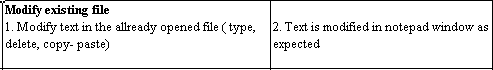 Modify existing file
1. Modify text in the allready opened file ( type,
delete, copy- paste)
2. Text is modified in notepad window as
expected